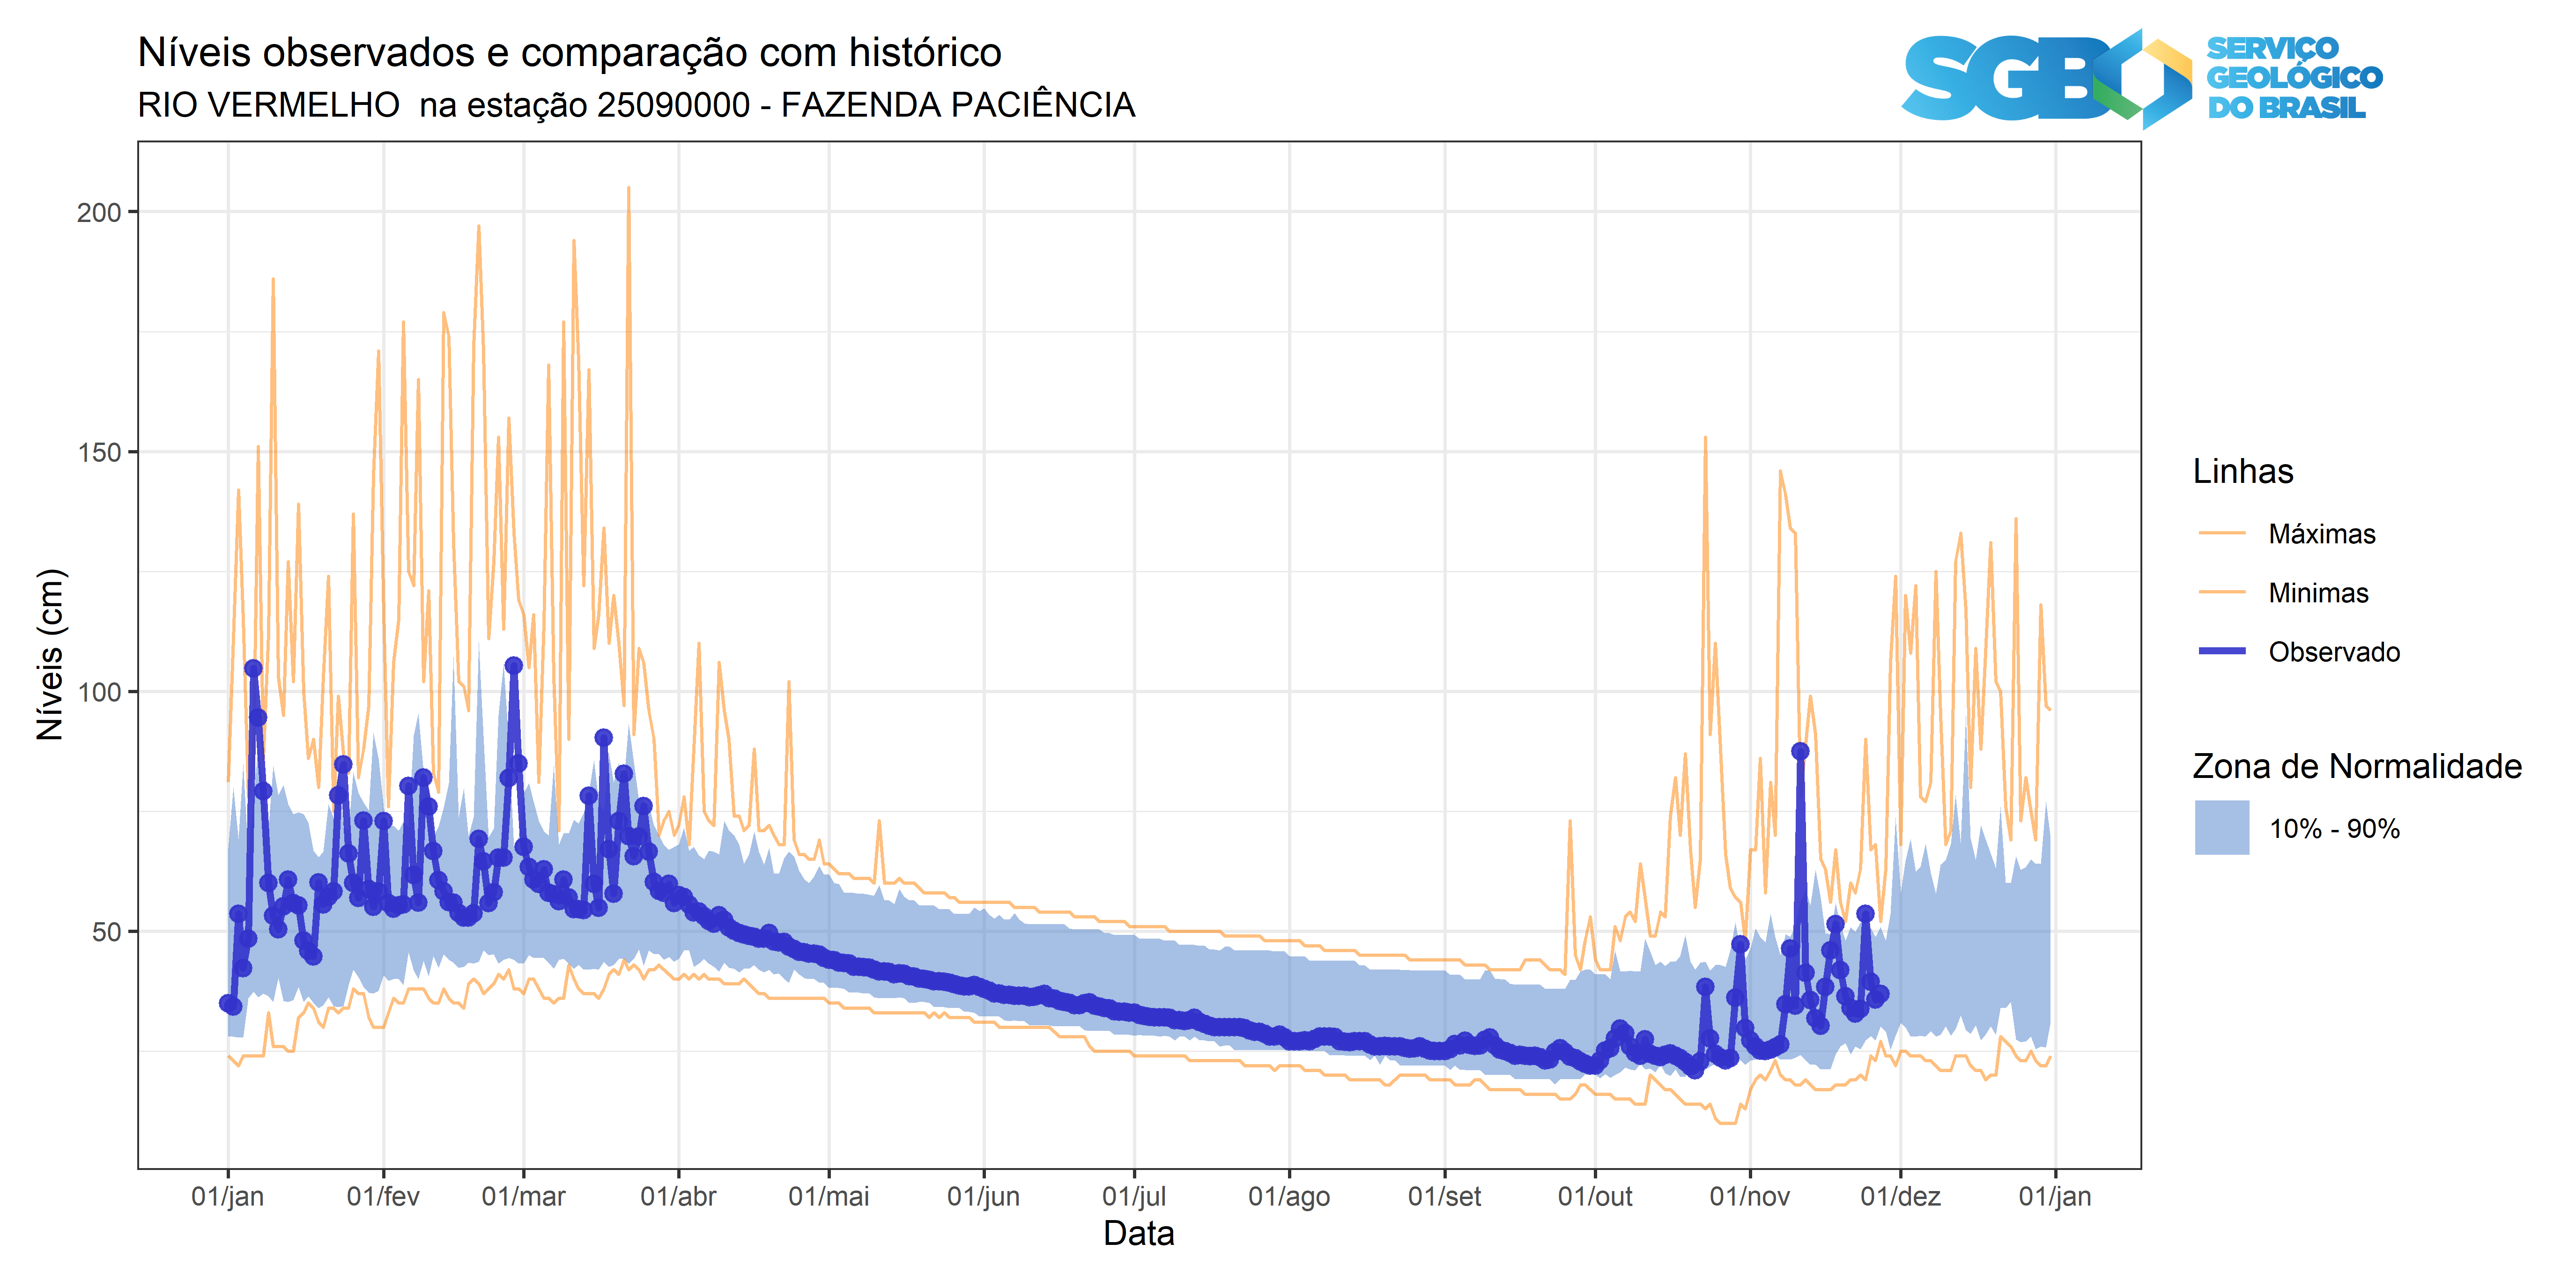 Níveis observados e comparação com histórico
RIO VERMELHO  na estação 25090000 - FAZENDA PACIÊNCIA
SGB
SERVIÇO
GEOLÓGICO
DO BRASIL
Níveis (cm)
200
150
100
50
01/jan
01/fev
01/mar
01/abr
01/mai
01/jun
01/jul
01/ago
01/set
01/out
01/nov
01/dez
01/jan
Data
Linhas
Máximas
Minimas
Observado
Zona de Normalidade
10% - 90%